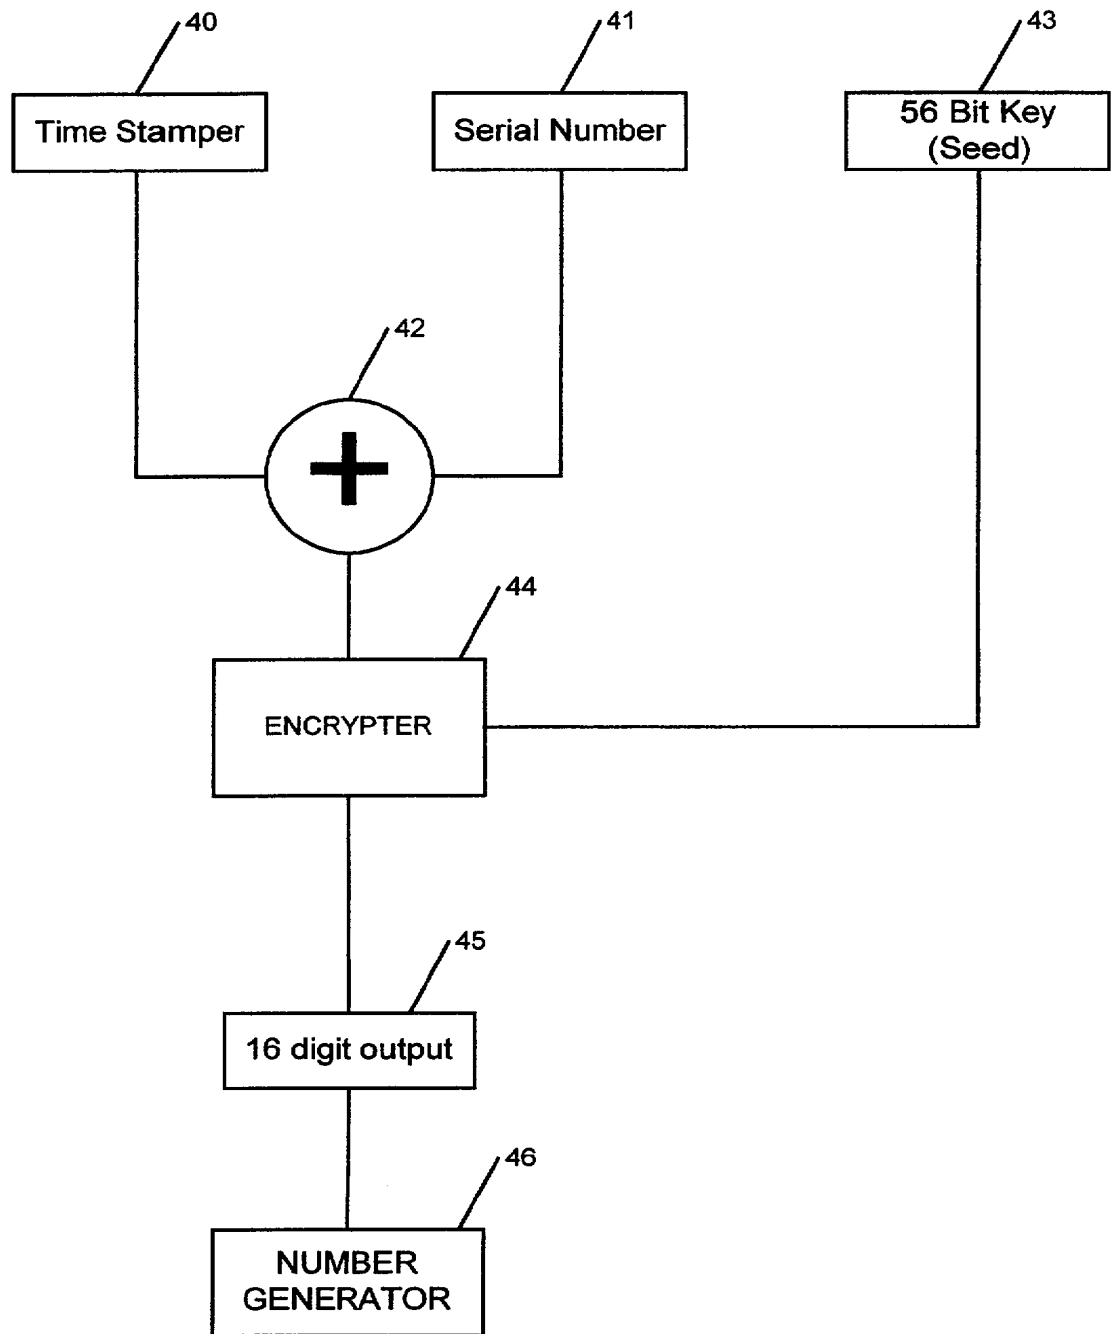 40
41
43
Time Stamper
Serial Number
56 Bit Key
(Seed)
42
+
44
ENCRYPTER
45
16 digit output
46
NUMBER
GENERATOR